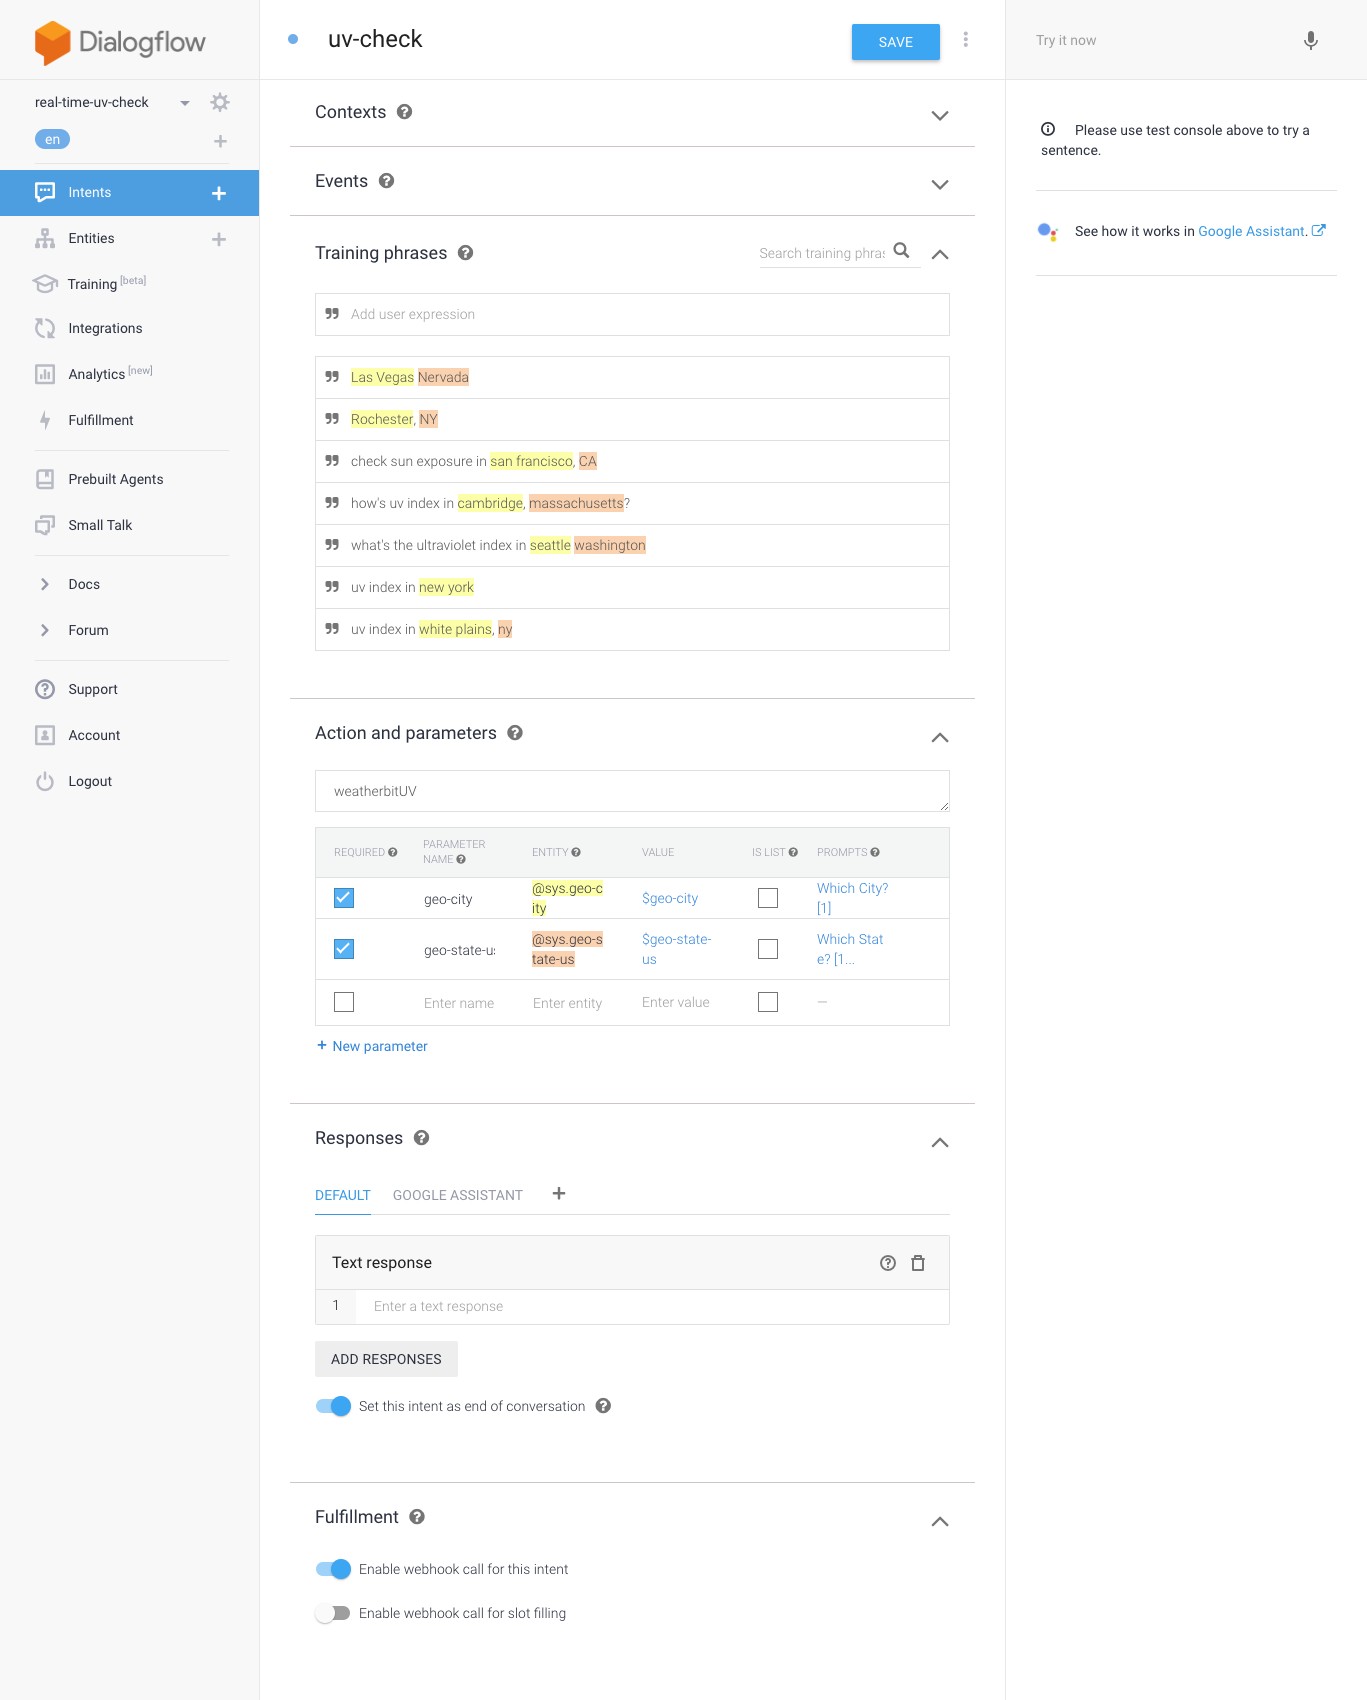 Dialogflow
real-time-uv-check
en
Intents
Entities
Training [beta]
Integrations
Analytics [new]
Fulfillment
Prebuilt Agents
Small Talk
Docs
Forum
Support
Account
Logout
uv-check
SAVE
Contexts
Events
Training phrases
Search training phras
Add user expression
Las Vegas Nervada
Rochester, NY
check sun exposure in san francisco, CA
how's uv index in cambridge, massachusetts?
what's the ultraviolet index in seattle washington
uv index in new york
uv index in white plains, ny
Action and parameters
weatherbitUV
REQUIRED
PARAMETER
NAME
ENTITY
VALUE
IS LIST
PROMPTS
geo-city
@sys.geo-c
ity
$geo-city
Which City?
[1]
geo-state-us
@sys.geo-s
tate-us
$geo-state-
us
Which Stat
e? [1...
Enter name
Enter entity
Enter value
–
+ New parameter
Responses
DEFAULT
GOOGLE ASSISTANT
Text response
1
Enter a text response
ADD RESPONSES
Set this intent as end of conversation
Fulfillment
Enable webhook call for this intent
Enable webhook call for slot filling
Try it now
Please use test console above to try a
sentence.
See how it works in Google Assistant.